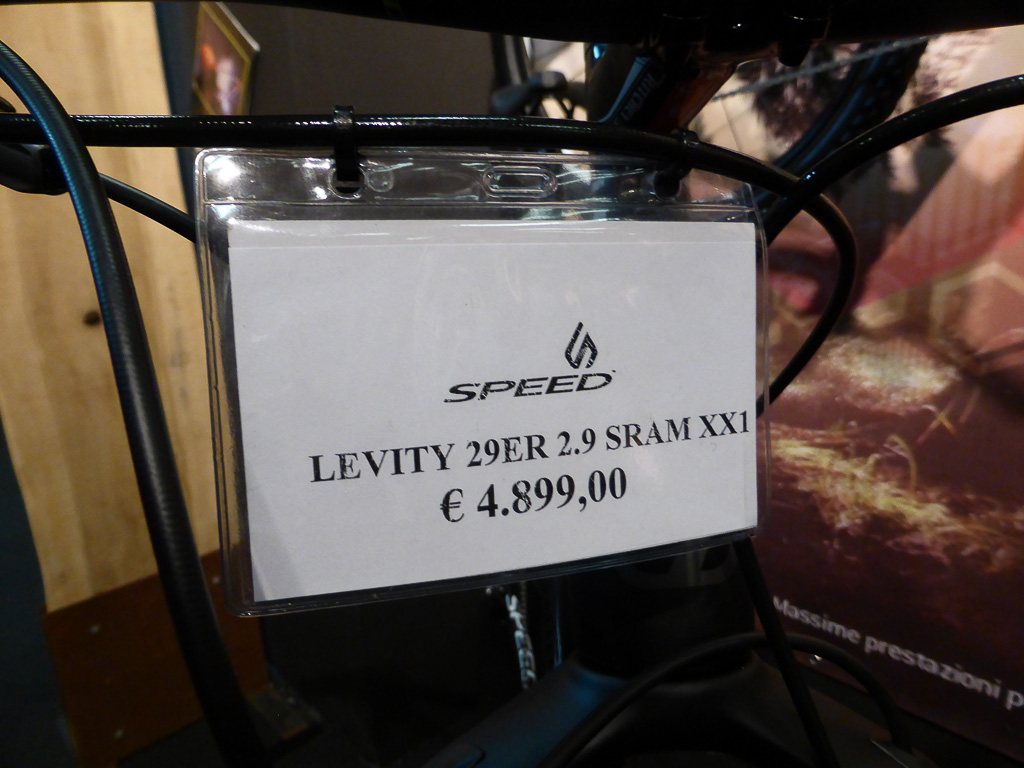 SPEED
LEVITY 29ER 2.9 SRAM XX1
€ 4.899,00
Massime prestazioni p